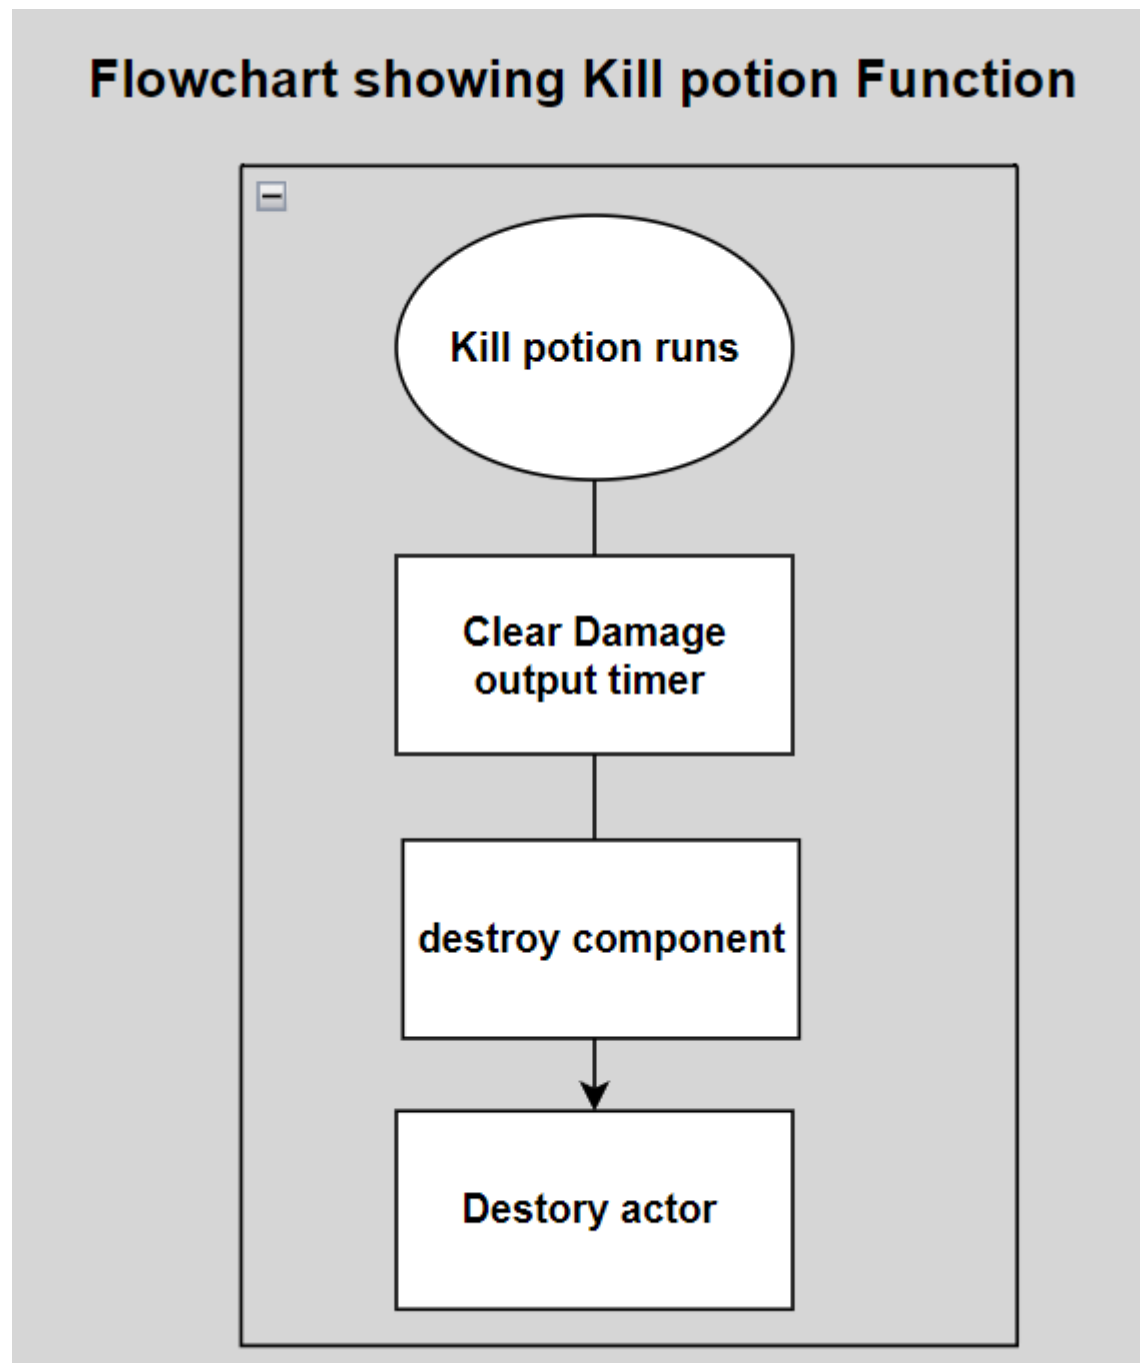 Flowchart showing Kill potion Function
Kill potion runs
Clear Damage
output timer
destroy component
Destory actor